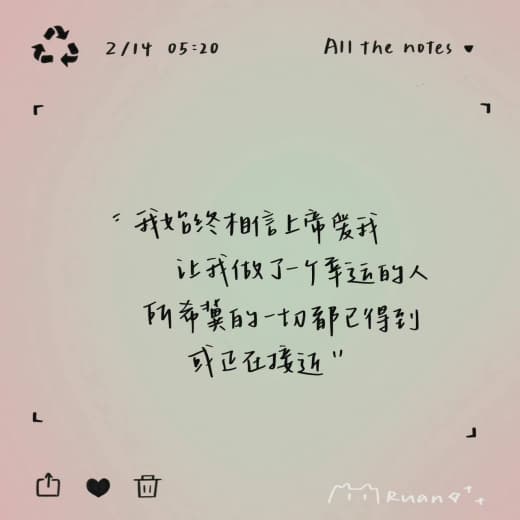 2/14 05:20
All the notes
“我始终相信上帝爱我
让我做了一个幸运的人
所希冀的一切都已得到
或正在接近”
Ruan